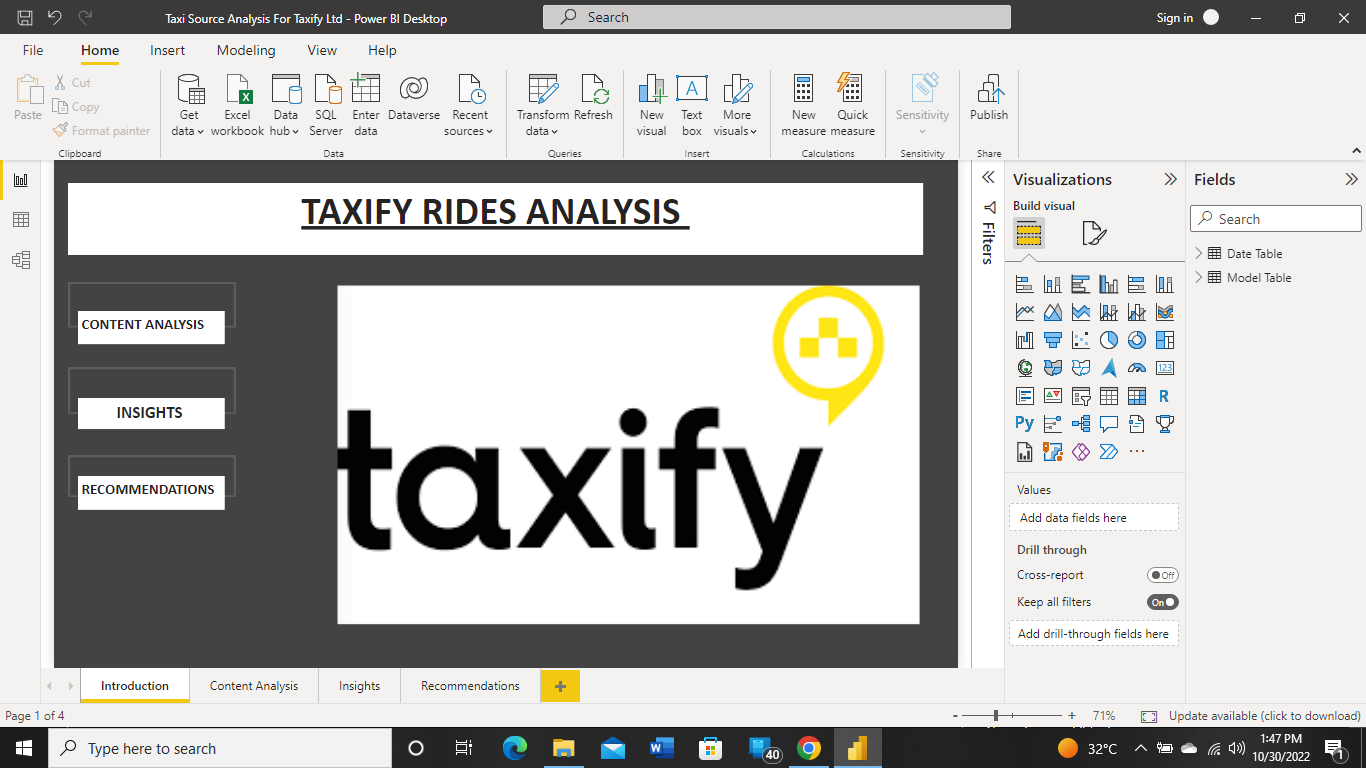 Taxi Source Analysis For Taxify Ltd - Power BI Desktop
Search
Sign in
File Home Insert Modeling View Help
Paste
Cut
Copy
Format painter
Clipboard
Get data
Excel workbook
Data hub
SQL Server
Enter data
Dataverse
Recent sources
Data
Transform data
Refresh
Queries
New visual
Text box
More visuals
Insert
New measure
Quick measure
Calculations
Sensitivity
Sensitivity
Publish
Share
TAXIFY RIDES ANALYSIS
CONTENT ANALYSIS
INSIGHTS
RECOMMENDATIONS
taxify
Filters
Visualizations
Build visual
123
R
Py
Values
Add data fields here
Drill through
Cross-report Off
Keep all filters On
Add drill-through fields here
Fields
Search
Date Table
Model Table
Introduction Content Analysis Insights Recommendations +
Page 1 of 4
- + 71%
Update available (click to download)
Type here to search
40
32°C
1:47 PM
10/30/2022
1